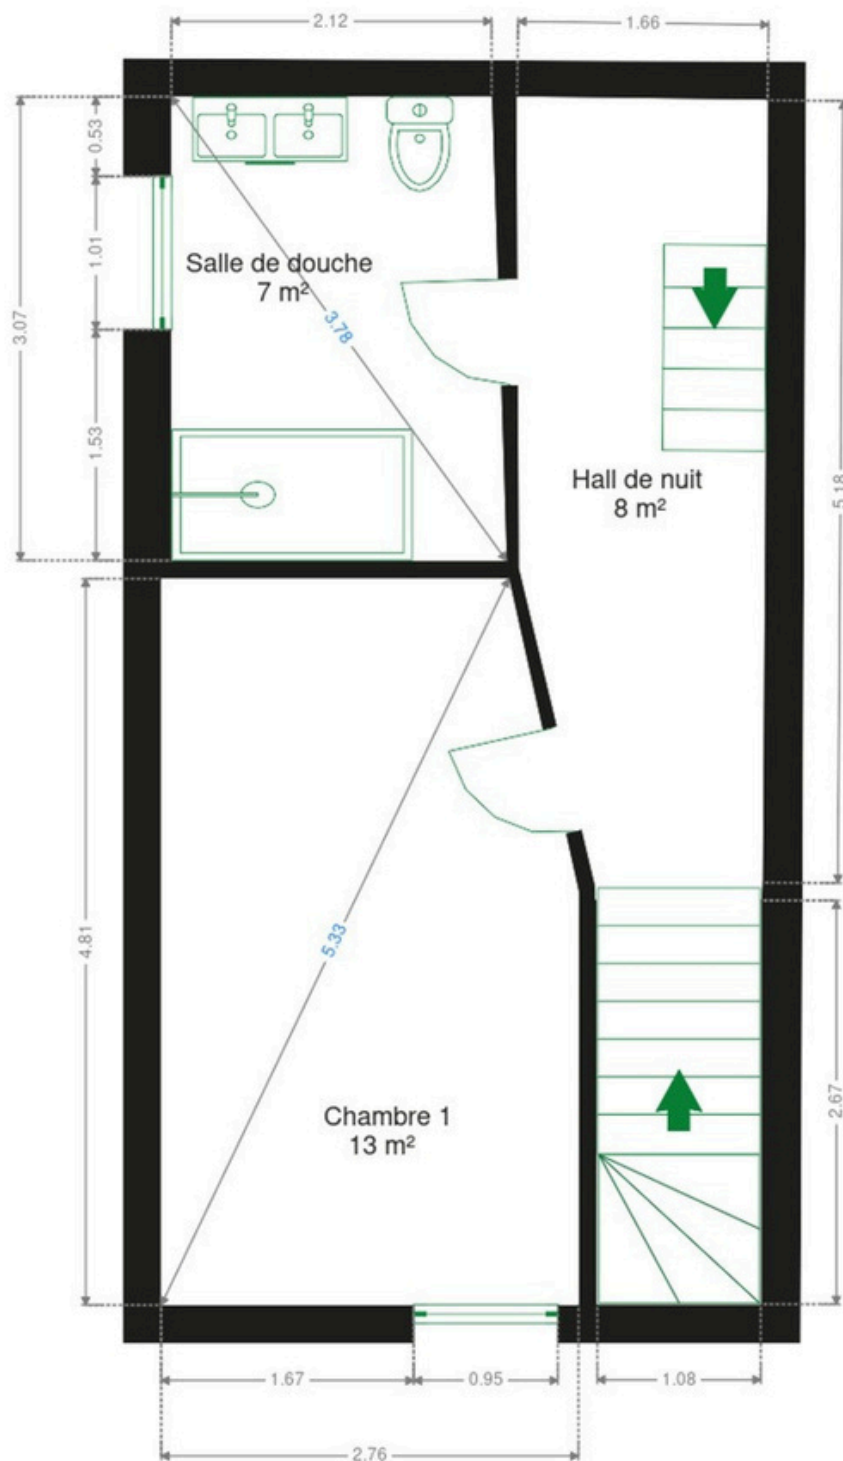 2.12
1.66
0.53
1.01
3.07
1.53
Salle de douche
7 m²
3.78
Hall de nuit
8 m²
5.18
4.81
5.33
Chambre 1
13 m²
2.67
1.67
0.95
1.08
2.76